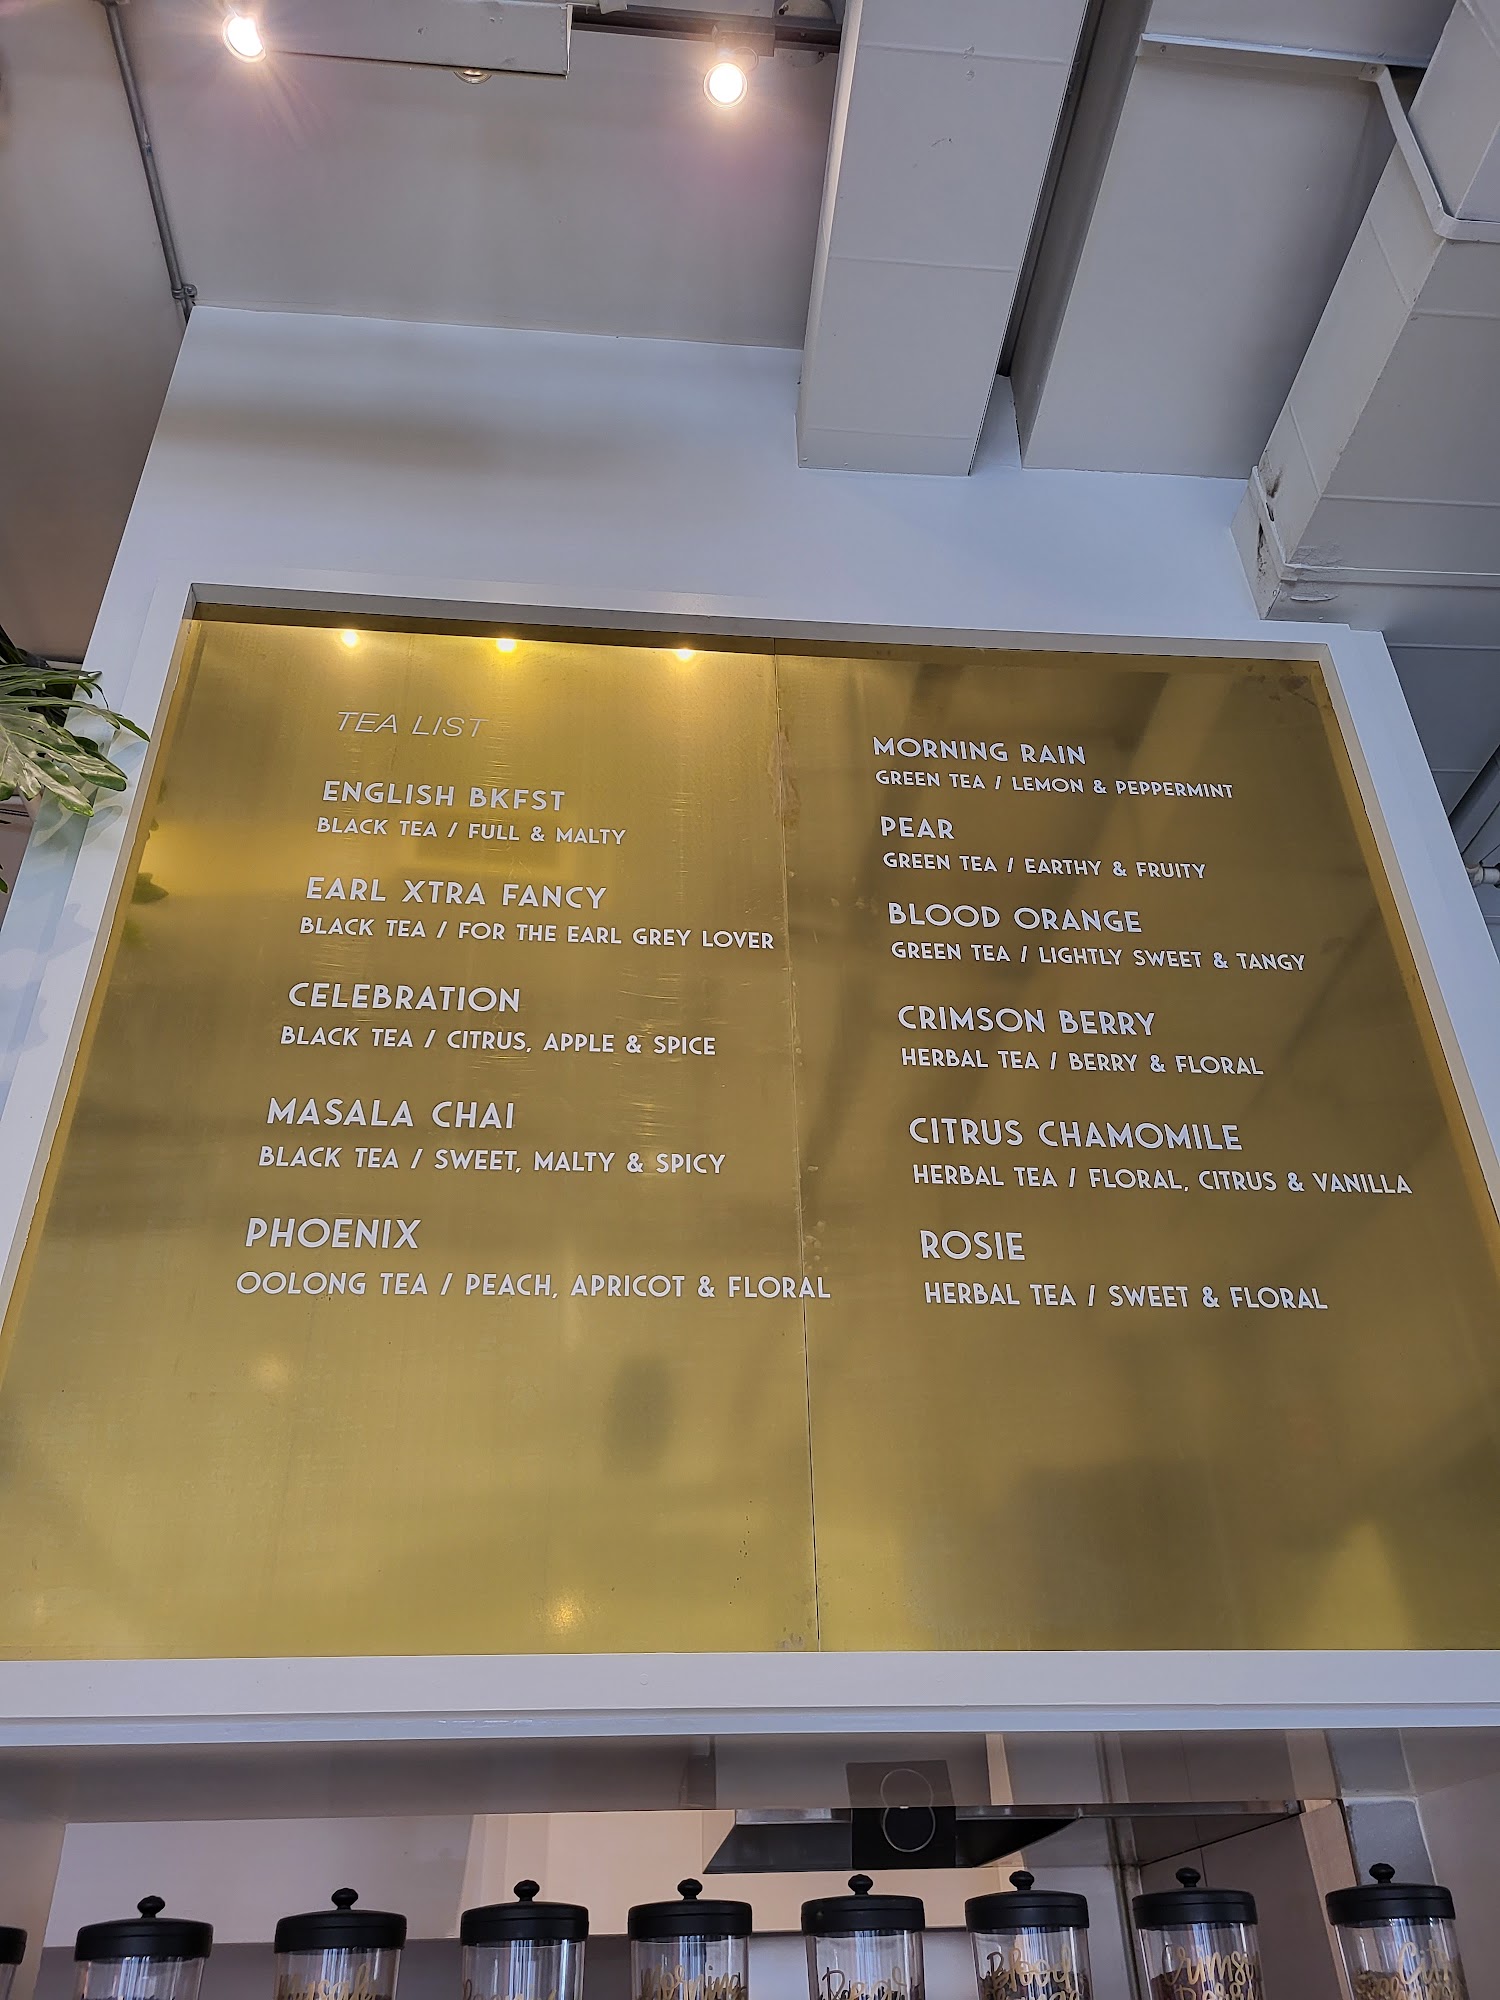 TEA LIST
ENGLISH BKFST
BLACK TEA / FULL & MALTY
EARL XTRA FANCY
BLACK TEA / FOR THE EARL GREY LOVER
CELEBRATION
BLACK TEA / CITRUS, APPLE & SPICE
MASALA CHAI
BLACK TEA / SWEET, MALTY & SPICY
PHOENIX
OOLONG TEA / PEACH, APRICOT & FLORAL
MORNING RAIN
GREEN TEA / LEMON & PEPPERMINT
PEAR
GREEN TEA / EARTHY & FRUITY
BLOOD ORANGE
GREEN TEA / LIGHTLY SWEET & TANGY
CRIMSON BERRY
HERBAL TEA / BERRY & FLORAL
CITRUS CHAMOMILE
HERBAL TEA / FLORAL, CITRUS & VANILLA
ROSIE
HERBAL TEA / SWEET & FLORAL
Morning
Pear
Blood